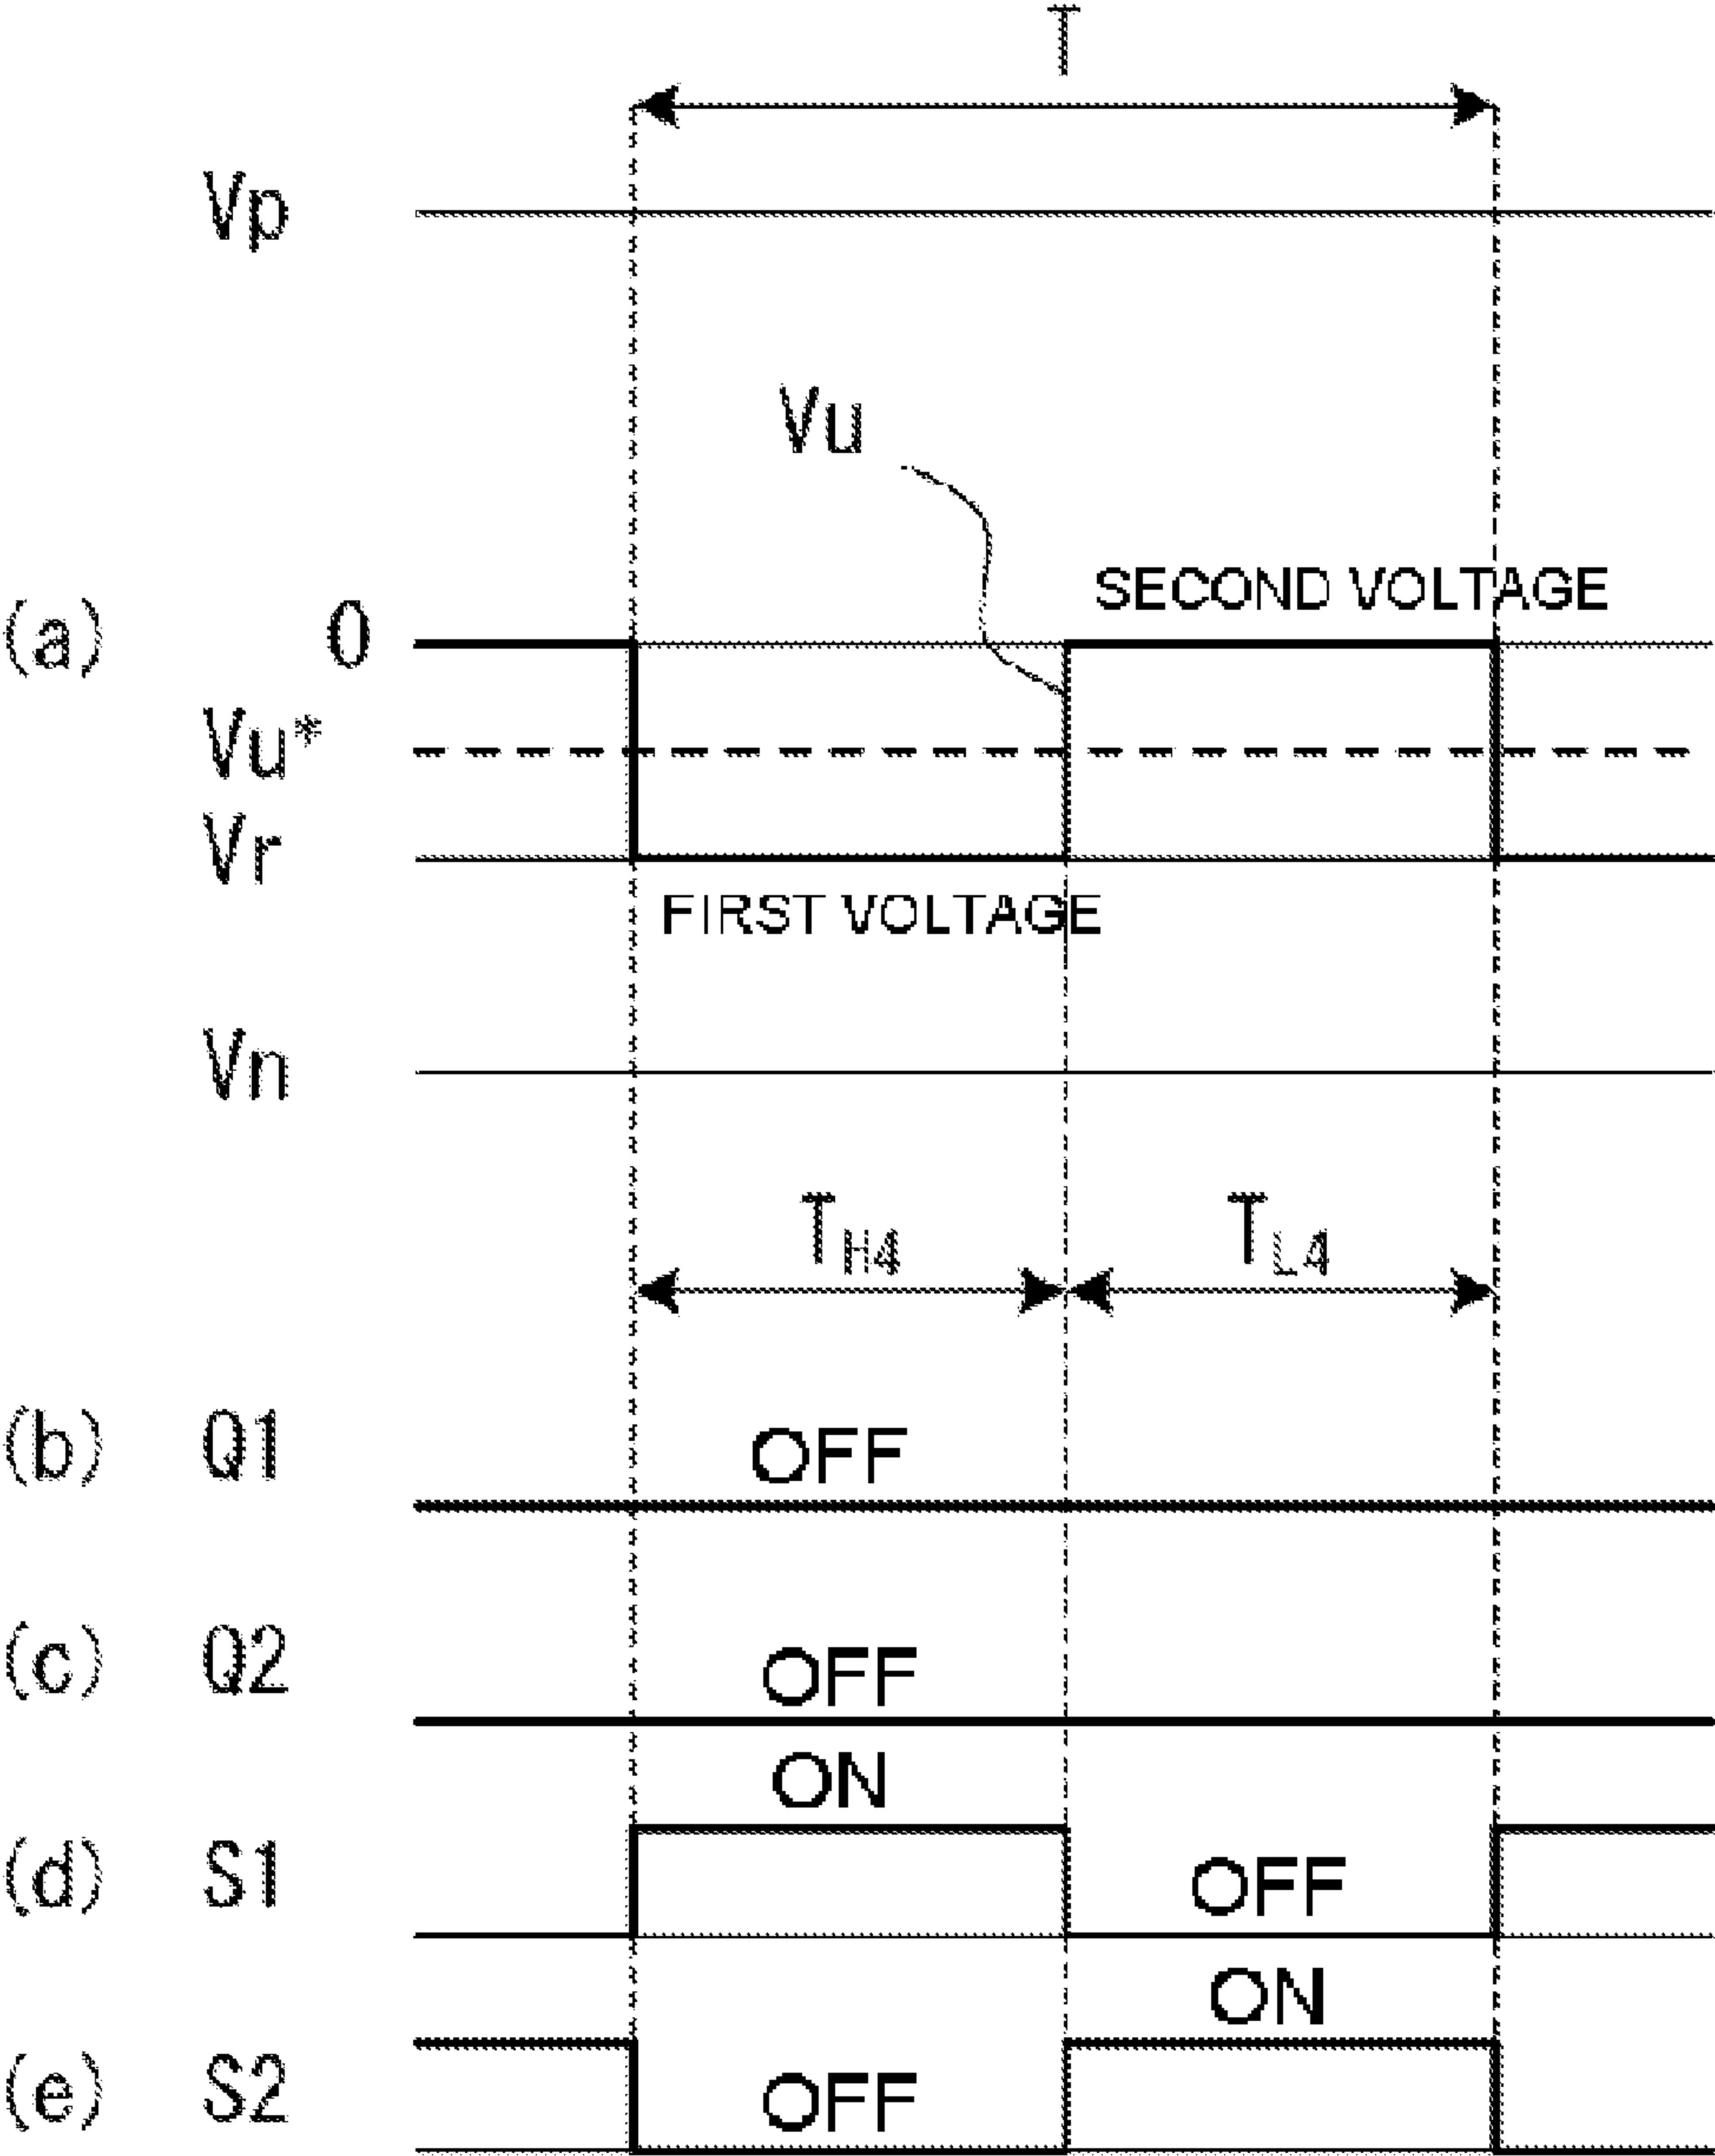 T
Vp
Vu
SECOND VOLTAGE
(a) 0
Vu*
Vr
FIRST VOLTAGE
Vn
TH4 TL4
(b) Q1 OFF
(c) Q2 OFF
ON
(d) S1 OFF
ON
(e) S2 OFF